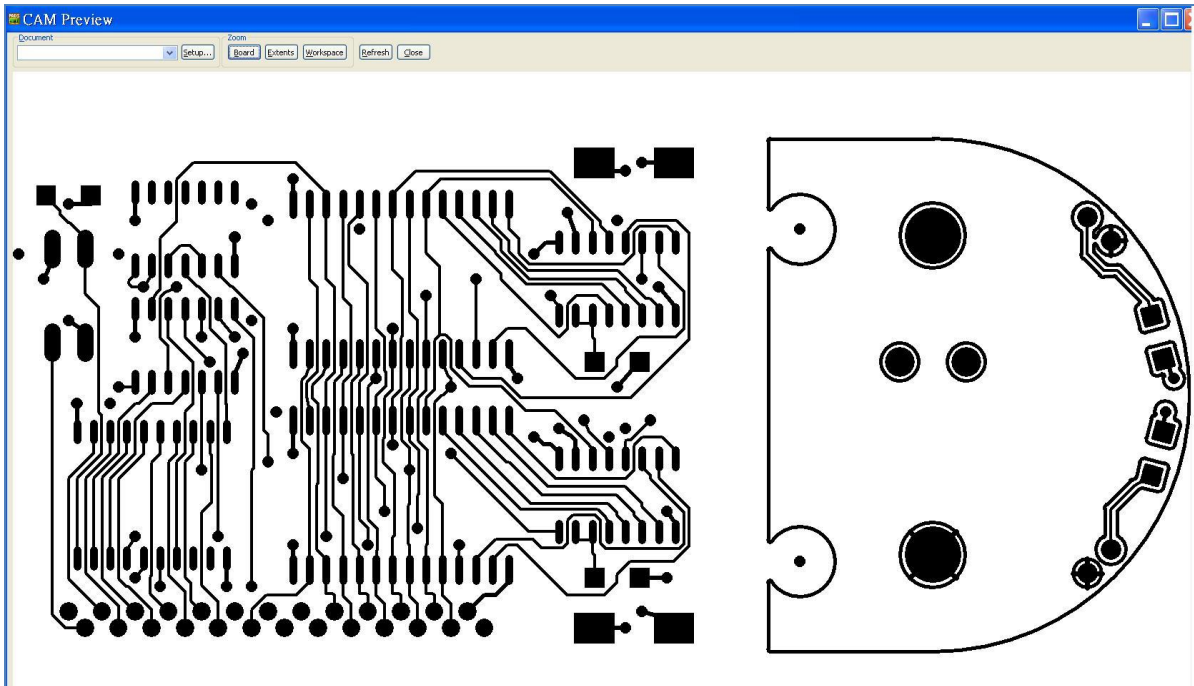 CAM Preview
Document
Zoom
Setup...
Board
Extents
Workspace
Refresh
Close